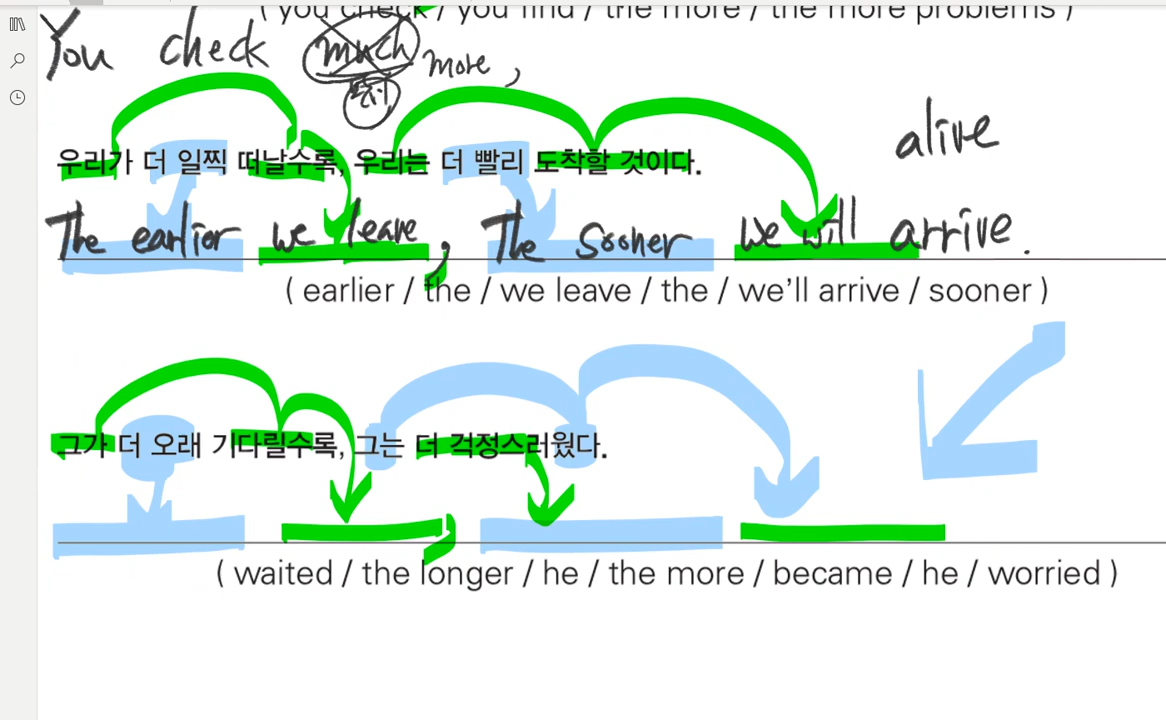 ( you check / you find / the more / the more problems )
You check much more ,
alive
우리가 더 일찍 떠날수록, 우리는 더 빨리 도착할 것이다.
The earlier we leave , The sooner we will arrive .
( earlier / the / we leave / the / we'll arrive / sooner )
그가 더 오래 기다릴수록, 그는 더 걱정스러웠다.
( waited / the longer / he / the more / became / he / worried )